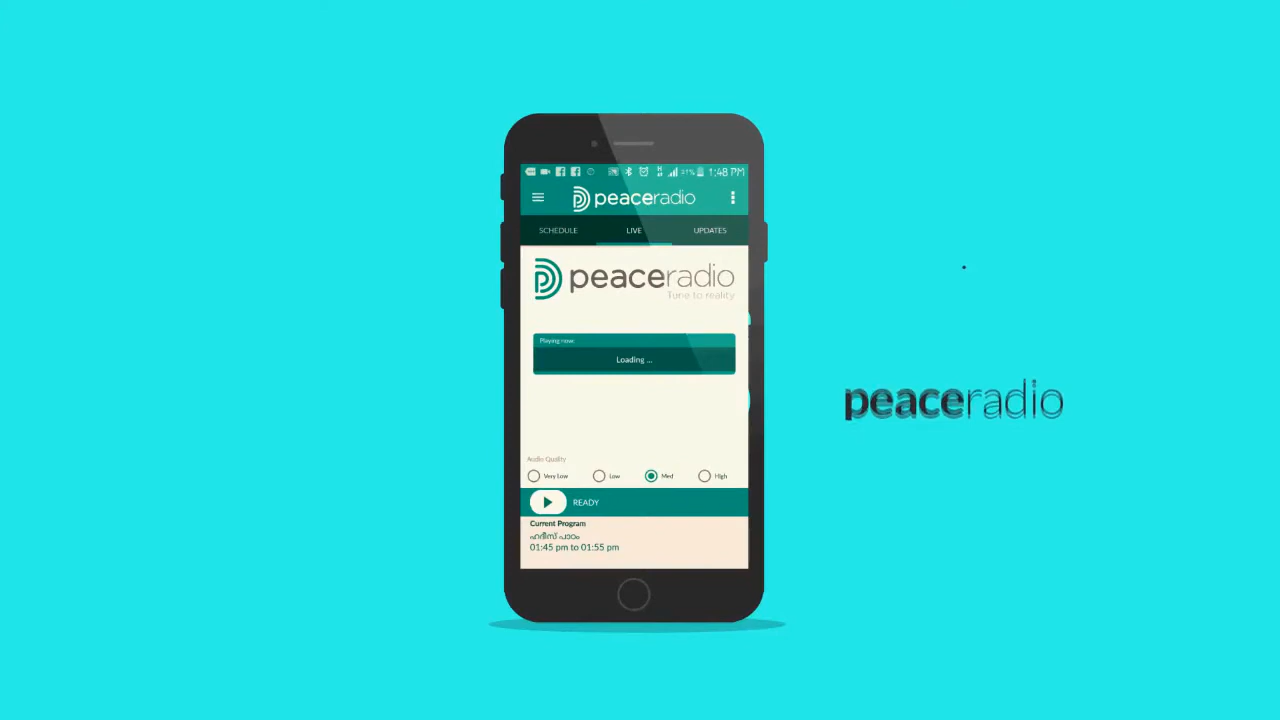 21% 1:48 PM
peaceradio
SCHEDULE LIVE UPDATES
peaceradio
Tune to reality
Playing now:
Loading ...
peaceradio
Audio Quality
Very Low Low Med High
READY
Current Program
ഹദീസ് പാഠം
01:45 pm to 01:55 pm